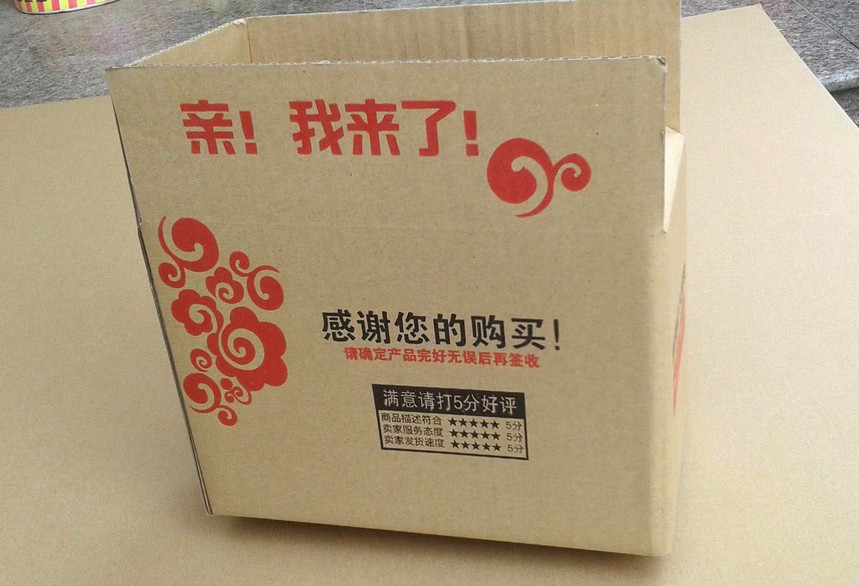 亲！我来了！
感谢您的购买！
请确定产品完好无误后再签收
满意请打5分好评
商品描述符合 ★★★★★ 5分
卖家服务态度 ★★★★★ 5分
卖家发货速度 ★★★★★ 5分